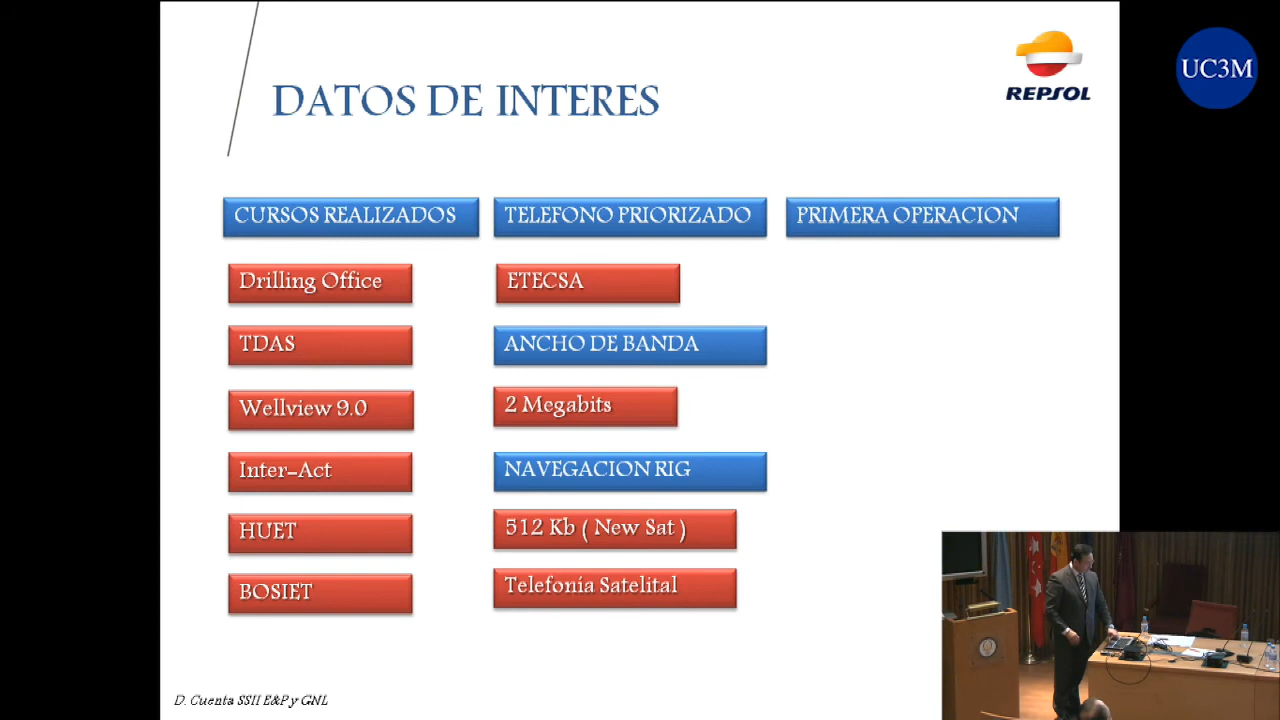 DATOS DE INTERES
REPSOL
UC3M
CURSOS REALIZADOS
TELEFONO PRIORIZADO
PRIMERA OPERACION
Drilling Office
ETECSA
TDAS
ANCHO DE BANDA
Wellview 9.0
2 Megabits
Inter-Act
NAVEGACION RIG
HUET
512 Kb ( New Sat )
BOSIET
Telefonía Satelital
D. Cuenta SSII E&P y GNL